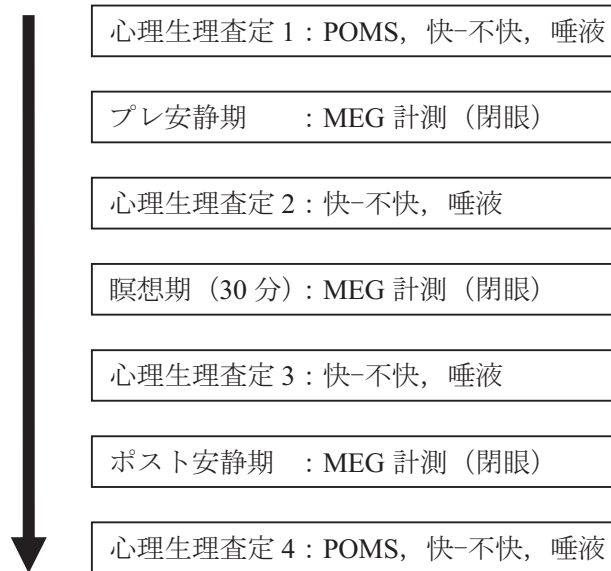 心理生理査定 1：POMS，快−不快，唾液
プレ安静期　　：MEG 計測（閉眼）
心理生理査定 2：快−不快，唾液
瞑想期（30 分）：MEG 計測（閉眼）
心理生理査定 3：快−不快，唾液
ポスト安静期　：MEG 計測（閉眼）
心理生理査定 4：POMS，快−不快，唾液